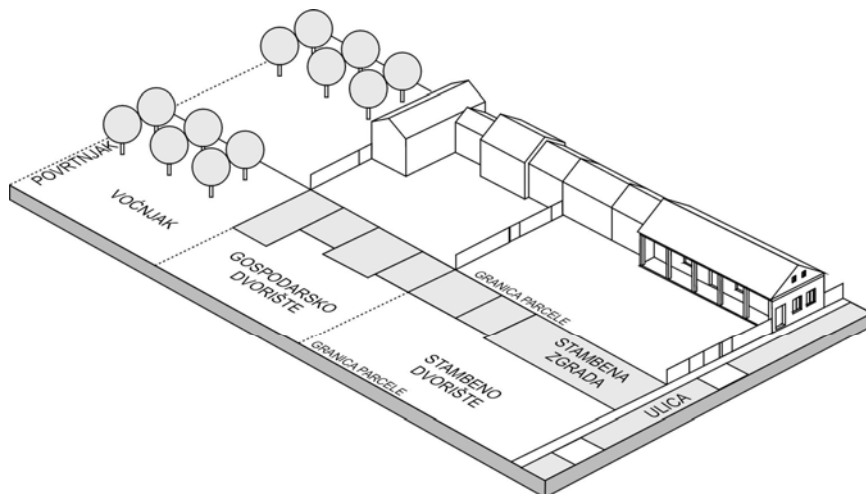 POVRTNJAK
VOĆNJAK
GOSPODARSKO
DVORIŠTE
GRANICA PARCELE
GRANICA PARCELE
STAMBENO
DVORIŠTE
STAMBENA
ZGRADA
ULICA